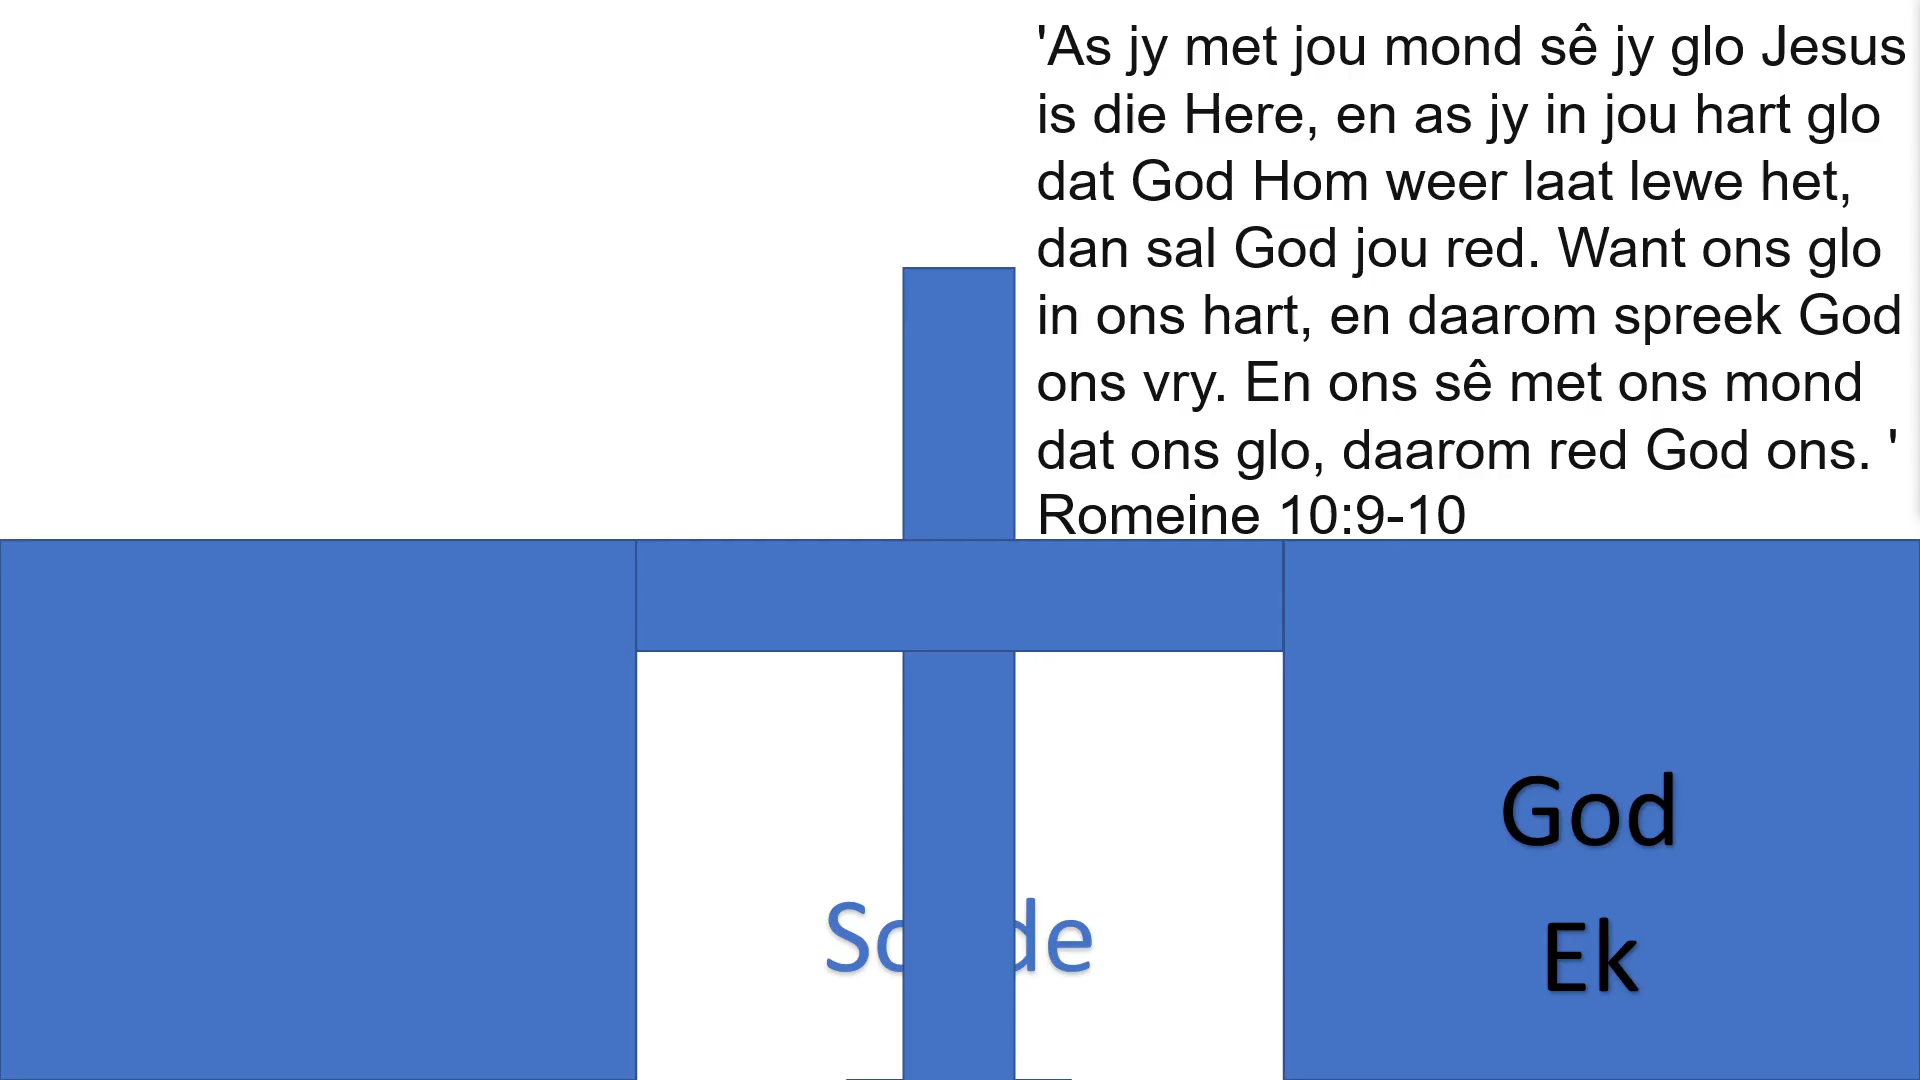 'As jy met jou mond sê jy glo Jesus
is die Here, en as jy in jou hart glo
dat God Hom weer laat lewe het,
dan sal God jou red. Want ons glo
in ons hart, en daarom spreek God
ons vry. En ons sê met ons mond
dat ons glo, daarom red God ons. '
Romeine 10:9-10
God
Ek